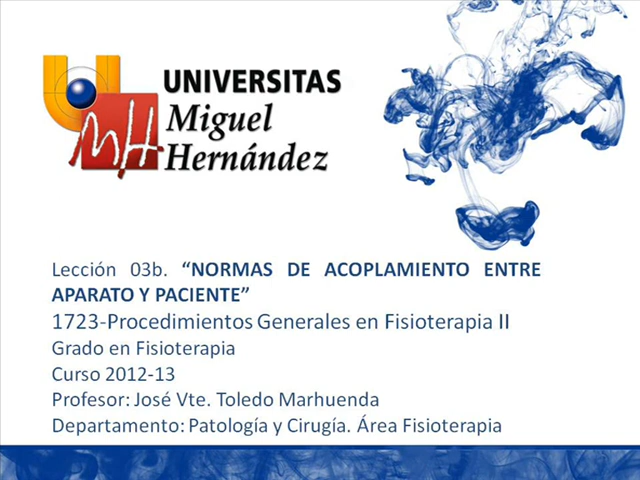 UNIVERSITAS
Miguel
Hernández
UMH
Lección 03b. “NORMAS DE ACOPLAMIENTO ENTRE
APARATO Y PACIENTE”
1723-Procedimientos Generales en Fisioterapia II
Grado en Fisioterapia
Curso 2012-13
Profesor: José Vte. Toledo Marhuenda
Departamento: Patología y Cirugía. Área Fisioterapia